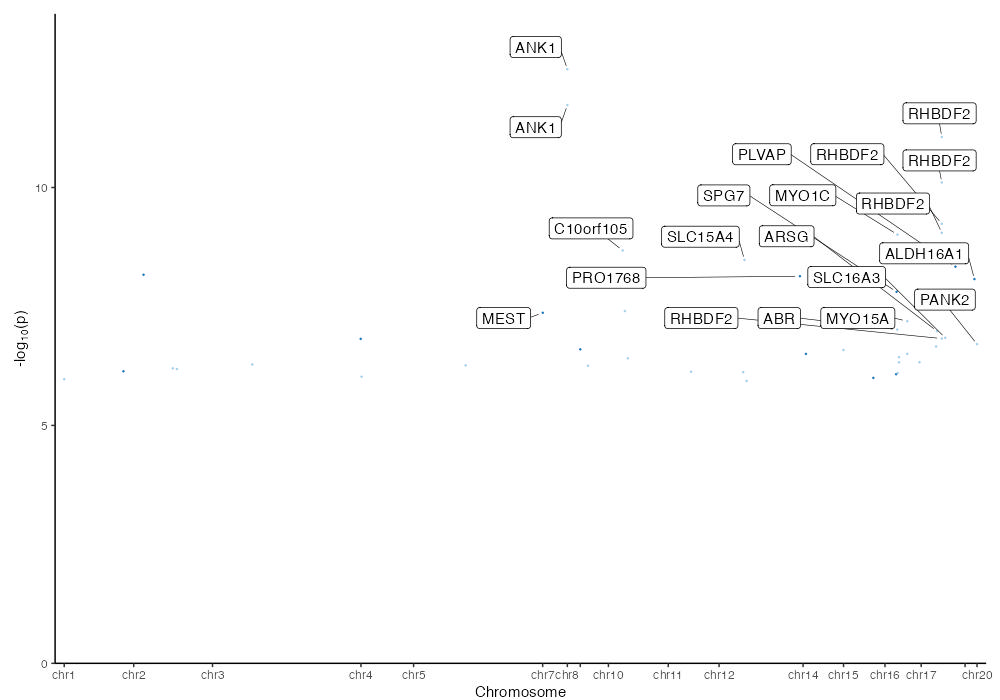 ANK1
RHBDF2
ANK1
PLVAP
RHBDF2
RHBDF2
10
SPG7
MYO1C
RHBDF2
C10orf105
SLC15A4
ARSG
ALDH16A1
PRO1768
SLC16A3
PANK2
MEST
RHBDF2
ABR
MYO15A
-log10(p)
5
0
chr1 chr2 chr3 chr4 chr5 chr7 chr8 chr10 chr11 chr12 chr14 chr15 chr16 chr17 chr20
Chromosome